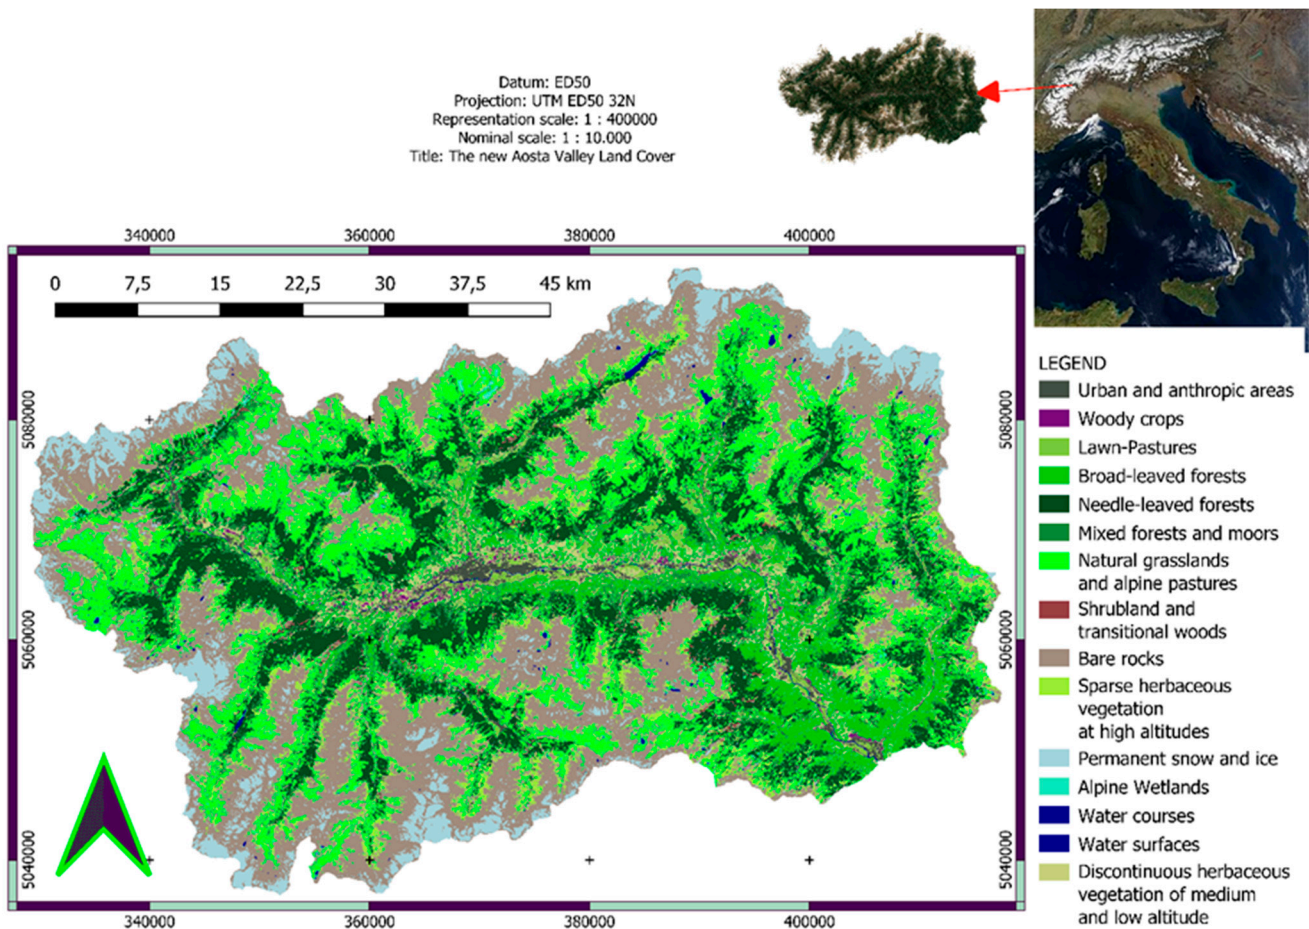 Datum: ED50
Projection: UTM ED50 32N
Representation scale: 1 : 400000
Nominal scale: 1 : 10.000
Title: The new Aosta Valley Land Cover
340000
360000
380000
400000
0
7,5
15
22,5
30
37,5
45 km
5080000
5080000
5060000
5060000
5040000
5040000
340000
360000
380000
400000
LEGEND
Urban and anthropic areas
Woody crops
Lawn-Pastures
Broad-leaved forests
Needle-leaved forests
Mixed forests and moors
Natural grasslands
and alpine pastures
Shrubland and
transitional woods
Bare rocks
Sparse herbaceous
vegetation
at high altitudes
Permanent snow and ice
Alpine Wetlands
Water courses
Water surfaces
Discontinuous herbaceous
vegetation of medium
and low altitude